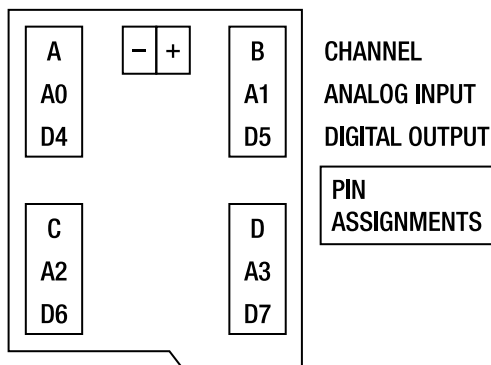 A - + B CHANNEL
A0 A1 ANALOG INPUT
D4 D5 DIGITAL OUTPUT
PIN
ASSIGNMENTS
C D
A2 A3
D6 D7